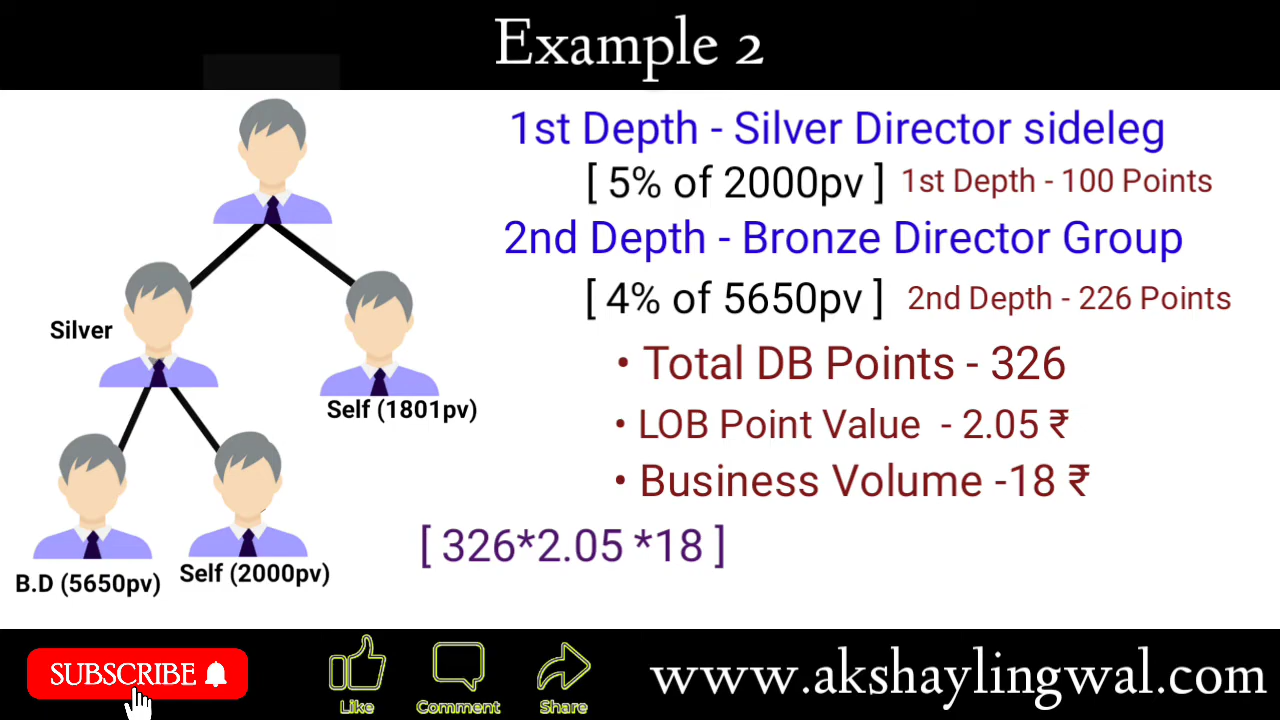 Example 2
1st Depth - Silver Director sideleg
[ 5% of 2000pv ] 1st Depth - 100 Points
2nd Depth - Bronze Director Group
[ 4% of 5650pv ] 2nd Depth - 226 Points
• Total DB Points - 326
• LOB Point Value - 2.05 ₹
• Business Volume -18 ₹
[ 326*2.05 *18 ]
Silver
Self (1801pv)
B.D (5650pv)
Self (2000pv)
SUBSCRIBE
Like
Comment
Share
www.akshaylingwal.com